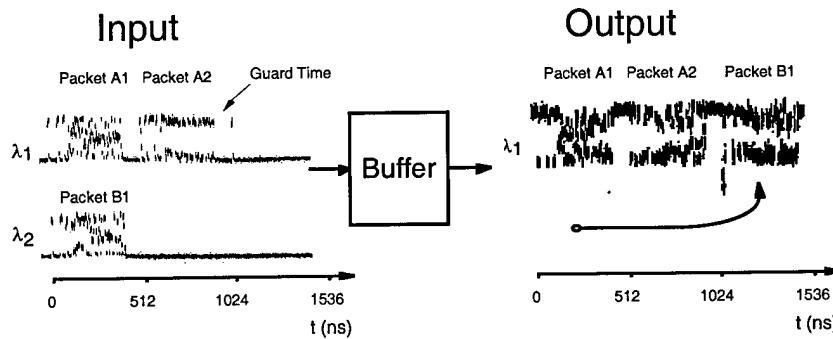 Input
Packet A1 Packet A2 Guard Time
λ1
Packet B1
λ2
0 512 1024 1536
t (ns)
Buffer
Output
Packet A1 Packet A2 Packet B1
λ1
0 512 1024 1536
t (ns)